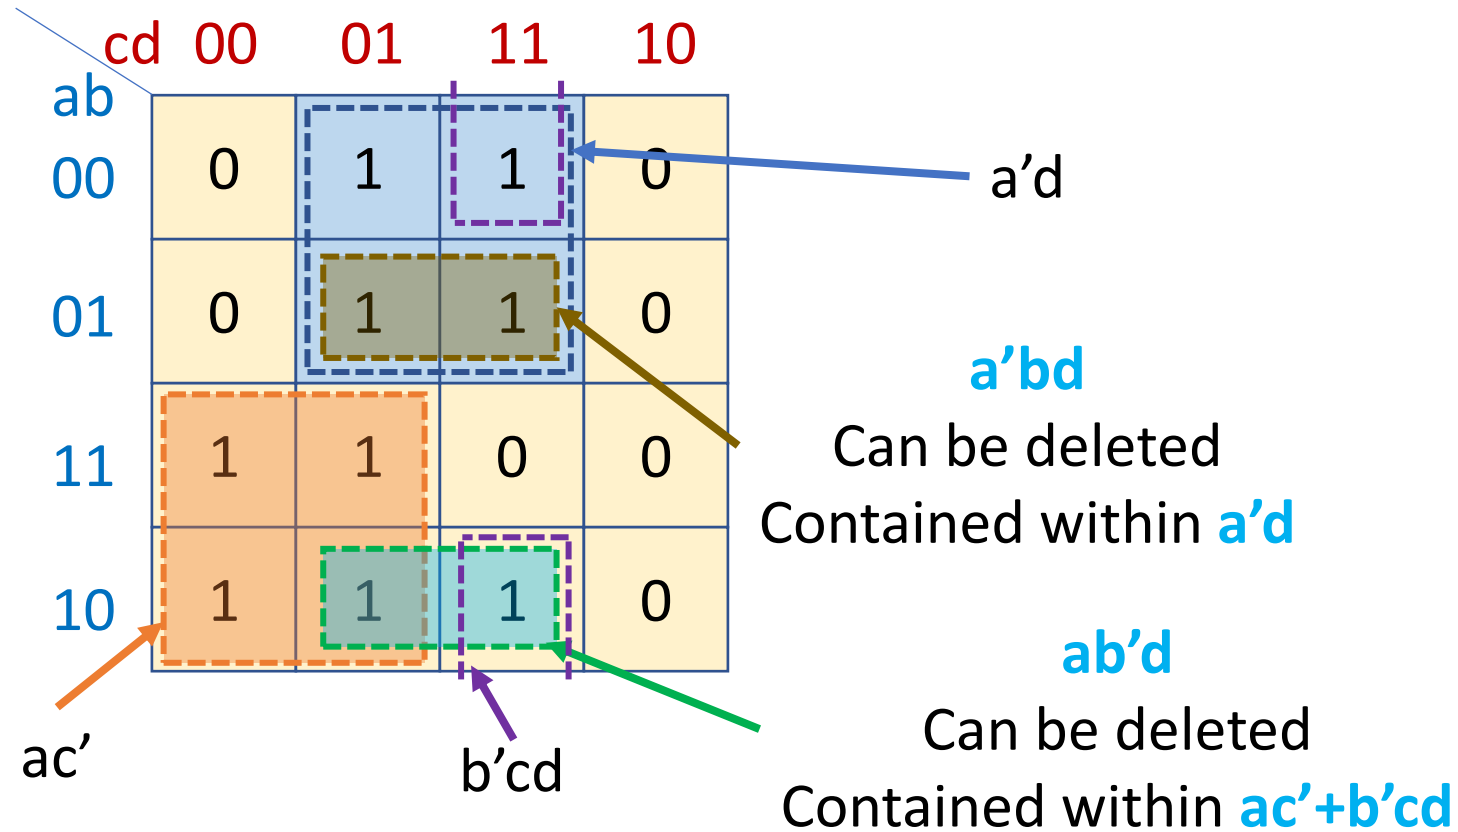 cd 00 01 11 10
ab
00 0 1 1 0
a’d
01 0 1 1 0
a’bd
Can be deleted
Contained within a’d
11 1 1 0 0
10 1 1 1 0
ab’d
Can be deleted
Contained within ac’+b’cd
ac’
b’cd